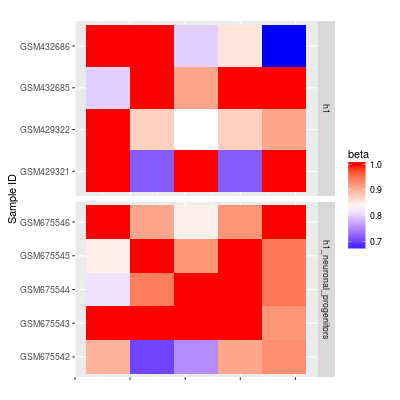 Sample ID
GSM432686
GSM432685
GSM429322
GSM429321
h1
GSM675546
GSM675545
GSM675544
GSM675543
GSM675542
h1_neuronal_progenitors
beta
1.0
0.9
0.8
0.7